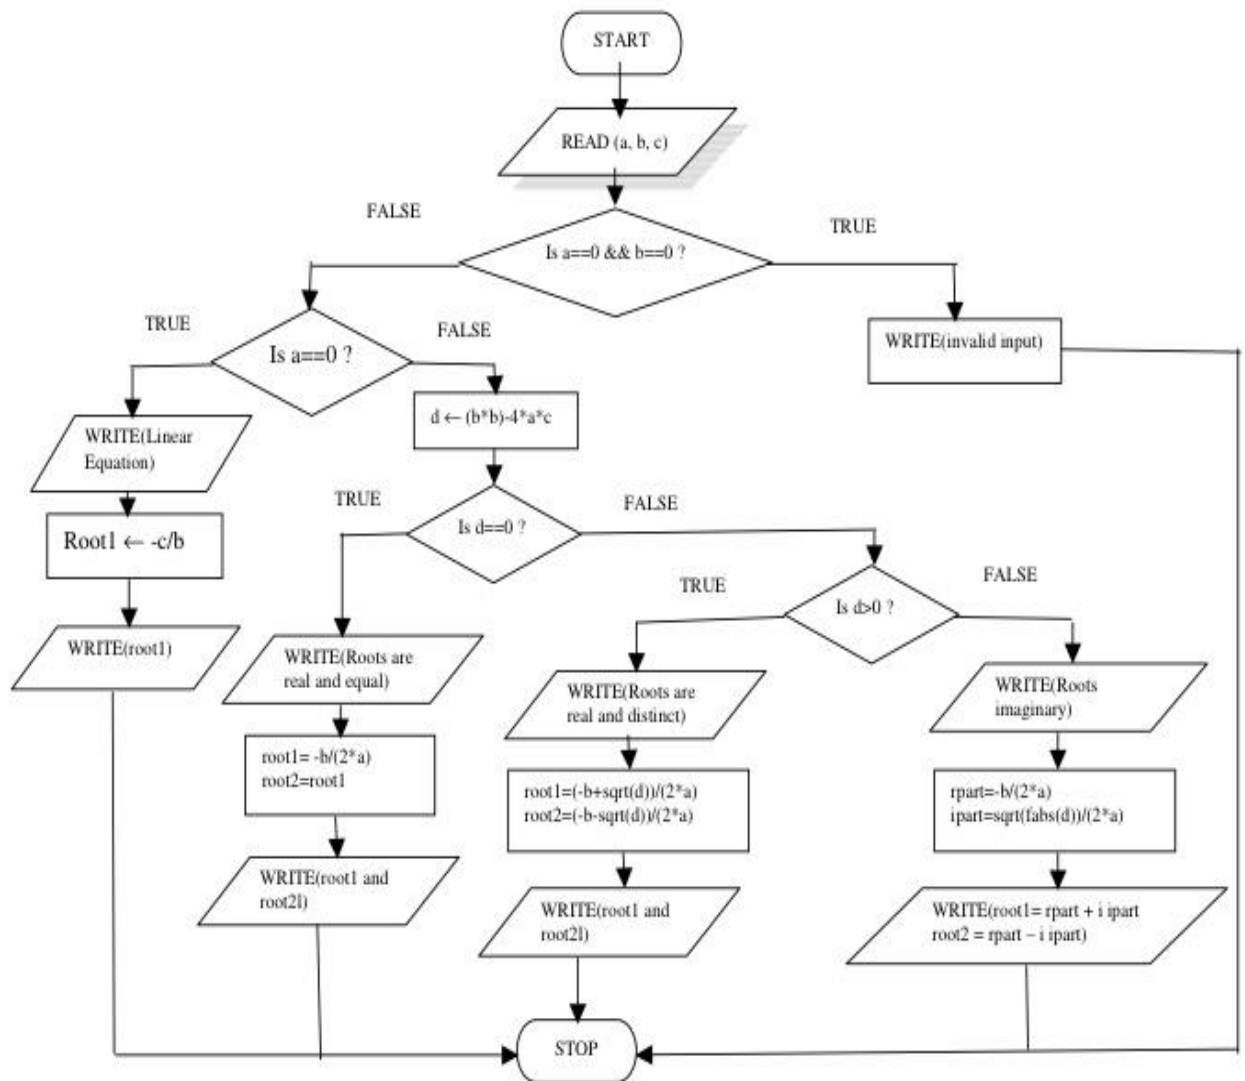 START
READ (a, b, c)
FALSE
TRUE
Is a==0 && b==0 ?
TRUE
FALSE
Is a==0 ?
WRITE(invalid input)
WRITE(Linear
Equation)
d ← (b*b)-4*a*c
Root1 ← -c/b
TRUE
FALSE
Is d==0 ?
TRUE
FALSE
Is d>0 ?
WRITE(root1)
WRITE(Roots are
real and equal)
WRITE(Roots are
real and distinct)
WRITE(Roots
imaginary)
root1= -b/(2*a)
root2=root1
root1=(-b+sqrt(d))/(2*a)
root2=(-b-sqrt(d))/(2*a)
rpart=-b/(2*a)
ipart=sqrt(fabs(d))/(2*a)
WRITE(root1 and
root2l)
WRITE(root1 and
root2l)
WRITE(root1= rpart + i ipart
root2 = rpart – i ipart)
STOP